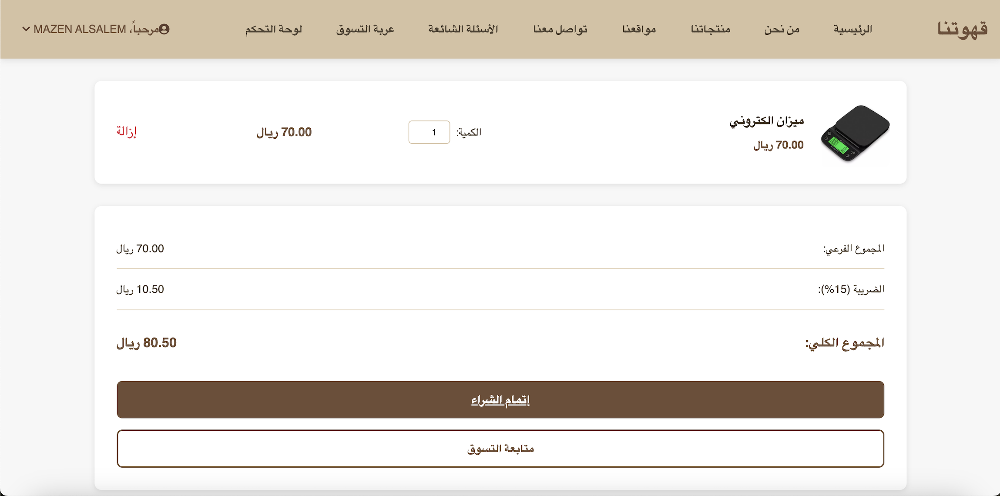 قهوتنا
الرئيسية
من نحن
منتجاتنا
مواقعنا
تواصل معنا
الأسئلة الشائعة
عربة التسوق
لوحة التحكم
مرحباً، MAZEN ALSALEM
ميزان الكتروني
70.00 ريال
الكمية: 1
70.00 ريال
إزالة
المجموع الفرعي: 70.00 ريال
الضريبة (15%): 10.50 ريال
المجموع الكلي: 80.50 ريال
إتمام الشراء
متابعة التسوق